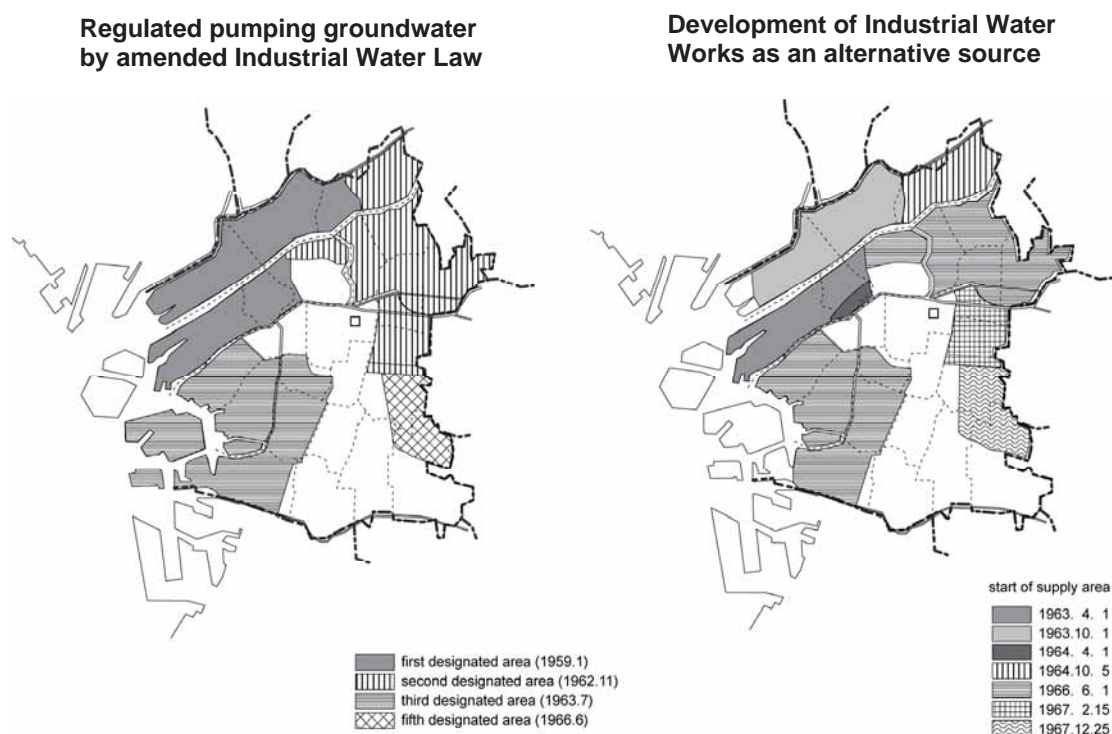 Regulated pumping groundwater
by amended Industrial Water Law
Development of Industrial Water
Works as an alternative source
first designated area (1959.1)
second designated area (1962.11)
third designated area (1963.7)
fifth designated area (1966.6)
start of supply area
1963. 4. 1
1963.10. 1
1964. 4. 1
1964.10. 5
1966. 6. 1
1967. 2.15
1967.12.25